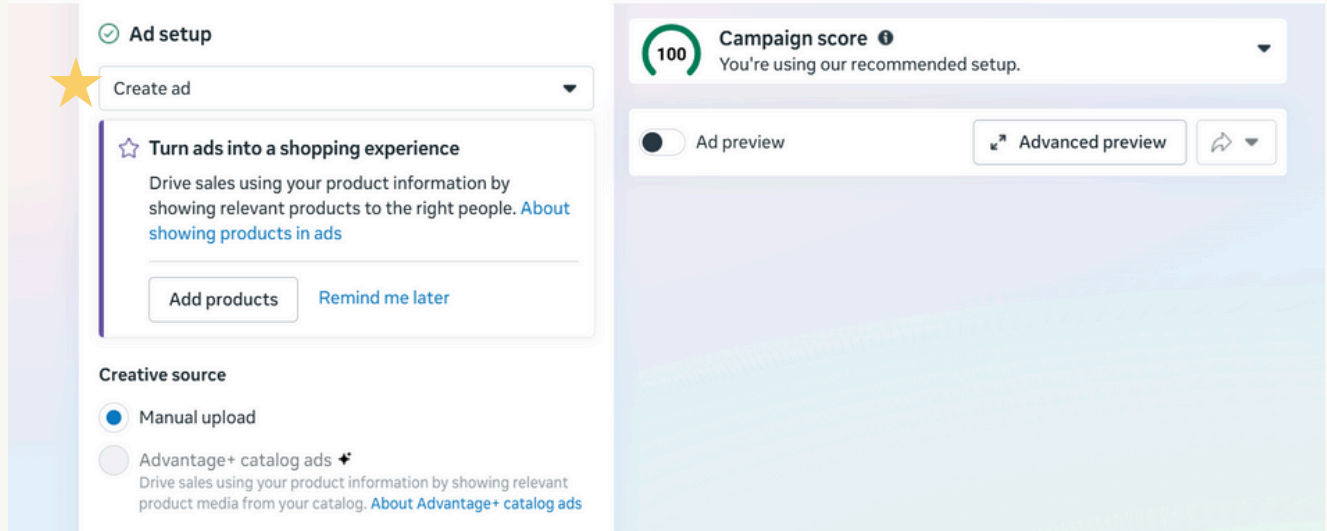 Ad setup
Create ad
Turn ads into a shopping experience
Drive sales using your product information by
showing relevant products to the right people. About
showing products in ads
Add products
Remind me later
Creative source
Manual upload
Advantage+ catalog ads
Drive sales using your product information by showing relevant
product media from your catalog. About Advantage+ catalog ads
100
Campaign score
You're using our recommended setup.
Ad preview
Advanced preview